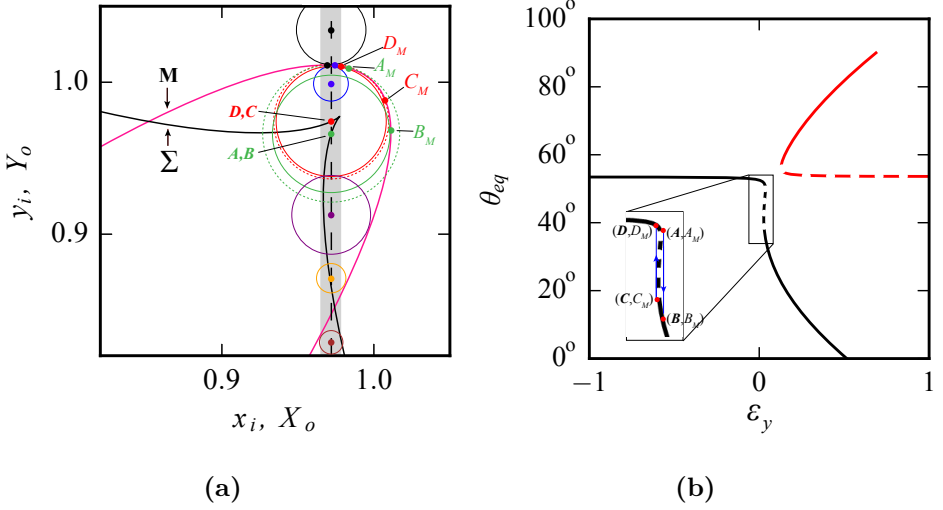 1.0
0.9
0.9
1.0
y_i, Y_o
x_i, X_o
M
Σ
D_M
A_M
C_M
B_M
D,C
A,B
(a)
100°
80°
60°
40°
20°
0°
−1
0
1
θ_eq
ε_y
(D,D_M)
(A,A_M)
(C,C_M)
(B,B_M)
(b)